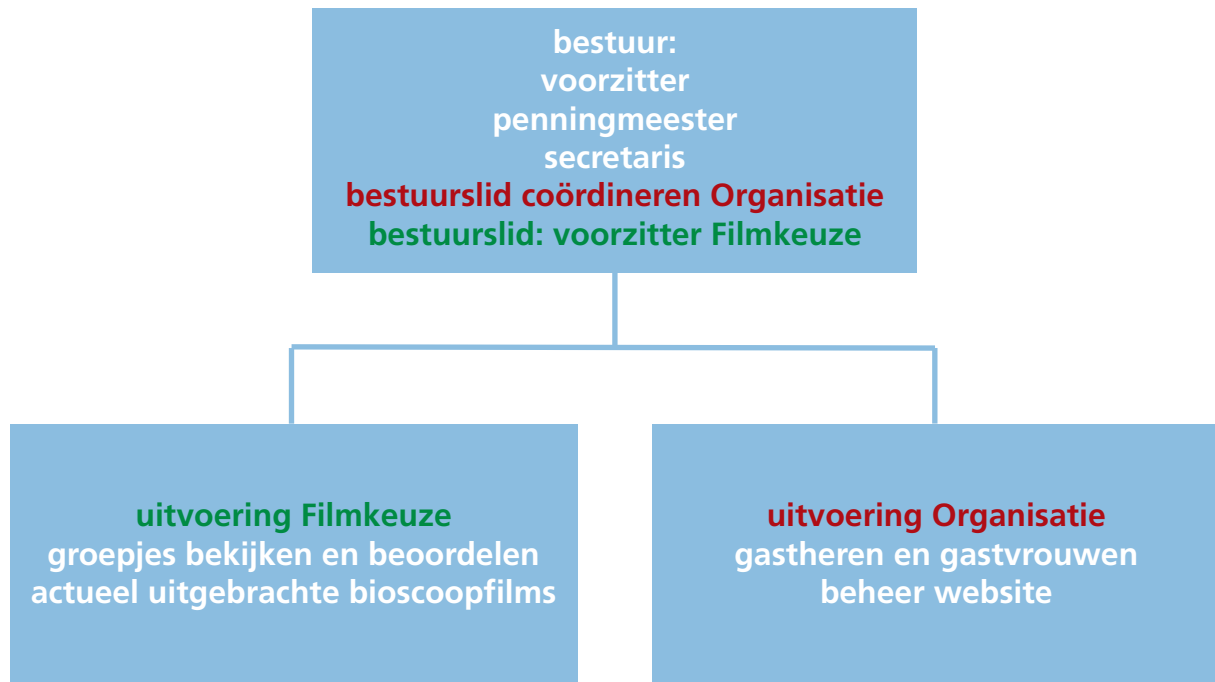 bestuur:
voorzitter
penningmeester
secretaris
bestuurslid coördineren Organisatie
bestuurslid: voorzitter Filmkeuze
uitvoering Filmkeuze
groepjes bekijken en beoordelen
actueel uitgebrachte bioscoopfilms
uitvoering Organisatie
gastheren en gastvrouwen
beheer website